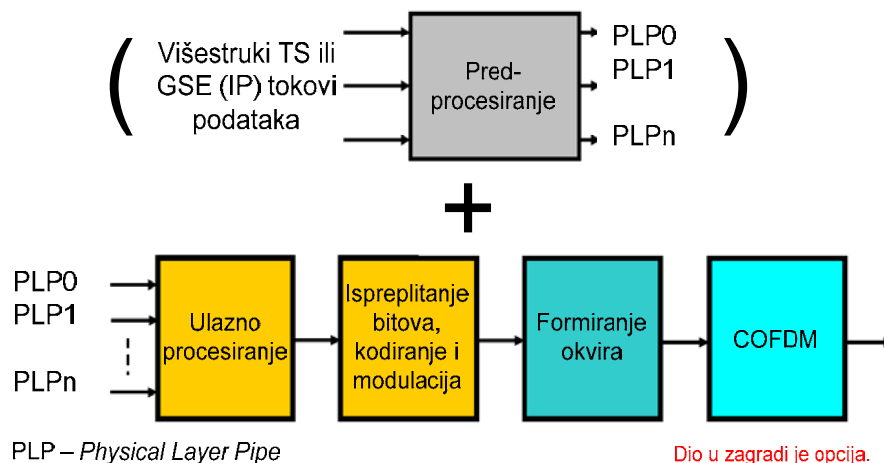 ( Višestruki TS ili
GSE (IP) tokovi
podataka
Pred-
procesiranje
PLP0
PLP1
PLPn )
+
PLP0
PLP1
PLPn
Ulazno
procesiranje
Ispreplitanje
bitova,
kodiranje i
modulacija
Formiranje
okvira
COFDM
PLP – Physical Layer Pipe
Dio u zagradi je opcija.